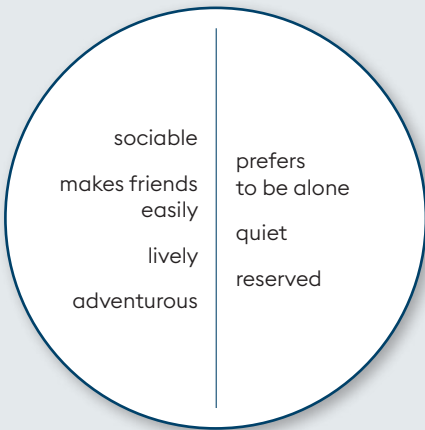 sociable
makes friends
easily
lively
adventurous
prefers
to be alone
quiet
reserved